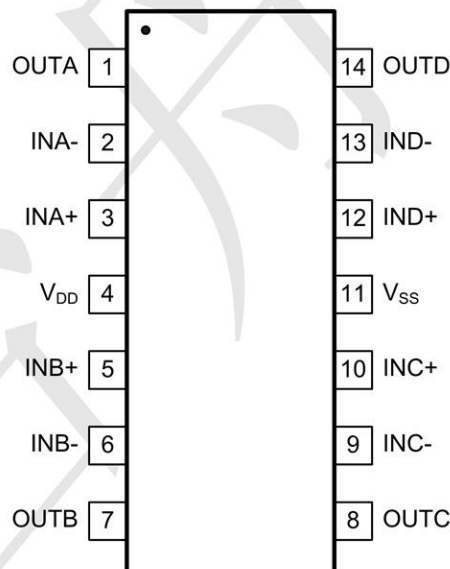 OUTA 1 14 OUTD
INA- 2 13 IND-
INA+ 3 12 IND+
VDD 4 11 VSS
INB+ 5 10 INC+
INB- 6 9 INC-
OUTB 7 8 OUTC